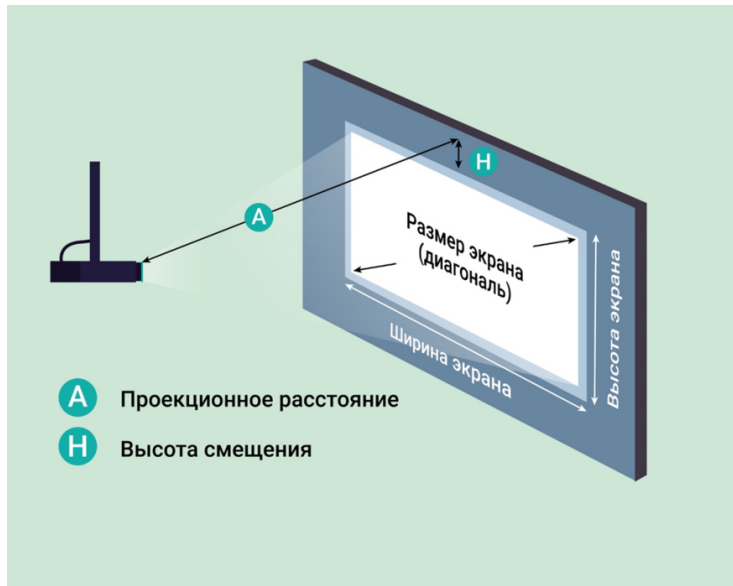 H
A
Размер экрана
(диагональ)
Высота экрана
Ширина экрана
A Проекционное расстояние
H Высота смещения